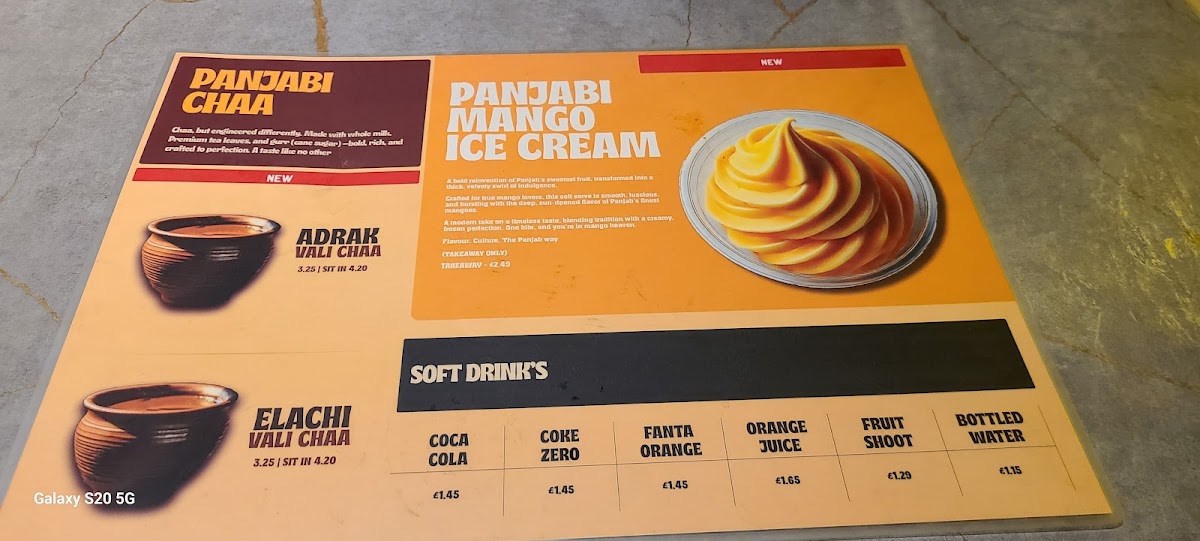 PANJABI
CHAA
Chaa, but engineered differently. Made with whole milk,
Premium tea leaves, and gurr (cane sugar) –bold, rich, and
crafted to perfection. A taste like no other
NEW
ADRAK
VALI CHAA
3.25 | SIT IN 4.20
ELACHI
VALI CHAA
3.25 | SIT IN 4.20
NEW
PANJABI
MANGO
ICE CREAM
A bold reinvention of Panjab's sweetest fruit, transformed into a
thick, velvety swirl of indulgence.
Crafted for true mango lovers, this soft serve is smooth, luscious,
and bursting with the deep, sun-ripened flavor of Panjab's finest
mangoes.
A modern take on a timeless taste, blending tradition with a creamy,
frozen perfection. One bite, and you're in mango heaven.
Flavour. Culture. The Panjab way
(TAKEAWAY ONLY)
TAKEAWAY - £2.49
SOFT DRINK'S
COCA
COLA
£1.45
COKE
ZERO
£1.45
FANTA
ORANGE
£1.45
ORANGE
JUICE
£1.65
FRUIT
SHOOT
£1.29
BOTTLED
WATER
£1.15
Galaxy S20 5G